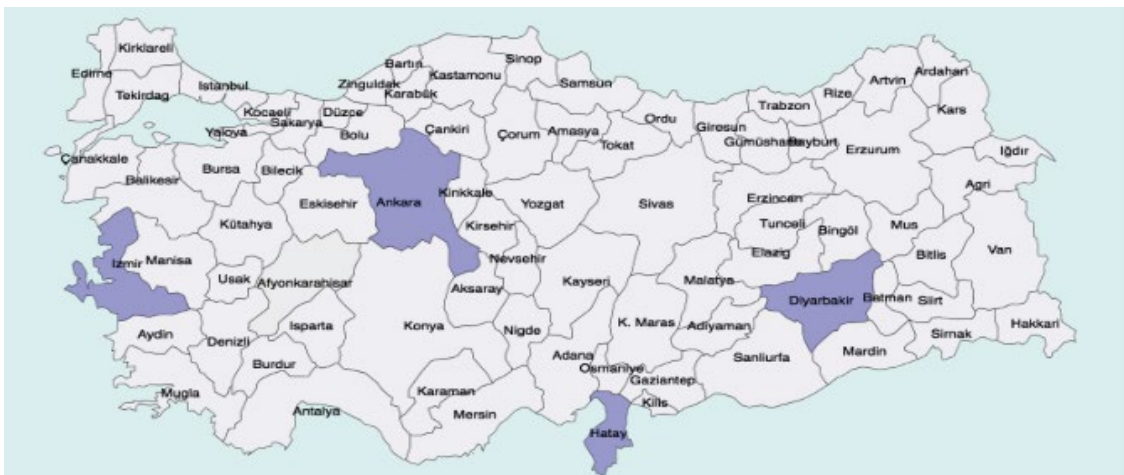 Kirklareli
Edirne
Tekirdag
Istanbul
Kocaeli
Yalova
Sakarya
Düzce
Bolu
Zinguldak
Bartın
Karabük
Kastamonu
Sinop
Samsun
Çankiri
Çorum
Amasya
Tokat
Ordu
Giresun
Trabzon
Gümüshane
Bayburt
Rize
Artvin
Ardahan
Kars
Iğdır
Agri
Erzurum
Çanakkale
Balikesir
Bursa
Bilecik
Eskisehir
Ankara
Kinkkale
Kirsehir
Yozgat
Sivas
Erzincan
Tunceli
Bingöl
Mus
Bitlis
Van
Kütahya
Izmir
Manisa
Usak
Afyonkarahisar
Konya
Aksaray
Nevsehir
Kayseri
Malatya
Elazig
Diyarbakir
Batman
Siirt
Sirnak
Hakkari
Aydin
Denizli
Isparta
Burdur
Nigde
Adana
Osmaniye
K. Maras
Adiyaman
Gaziantep
Sanliurfa
Mardin
Mugla
Antalya
Karaman
Mersin
Kilis
Hatay